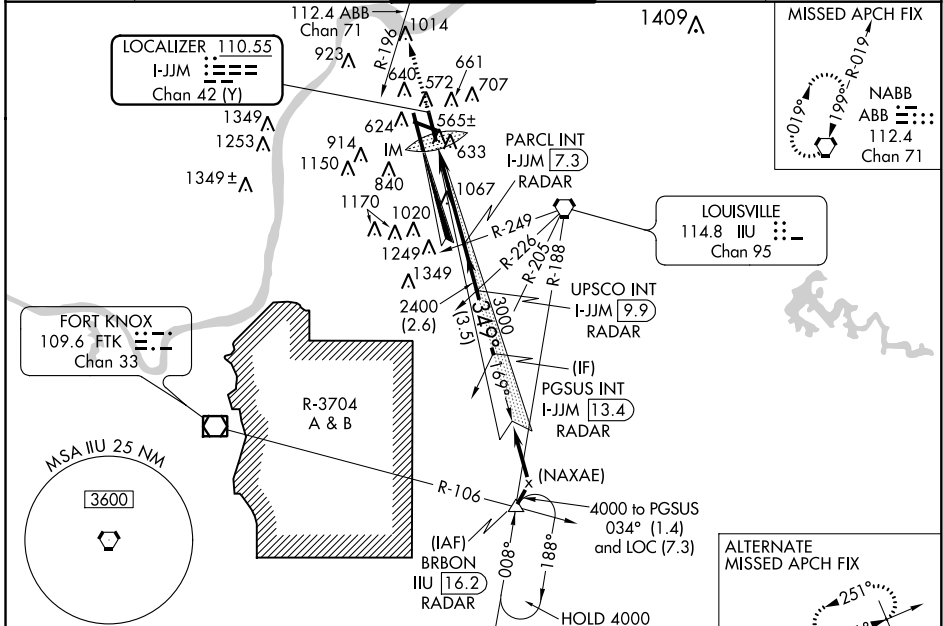 112.4 ABB
Chan 71
R-196
1014
923
1409
MISSED APCH FIX
R-019
199°
019°
NABB
ABB
112.4
Chan 71
LOCALIZER 110.55
I-JJM
Chan 42 (Y)
640
572
661
707
1349
1253
1349±
624
565±
IM
633
914
1150
840
1067
PARCL INT
I-JJM 7.3
RADAR
1170
1020
1249
1349
R-249
R-226
R-205
R-188
LOUISVILLE
114.8 IIU
Chan 95
2400
(2.6)
3000
(3.5)
349°
169°
UPSCO INT
I-JJM 9.9
RADAR
(IF)
PGSUS INT
I-JJM 13.4
RADAR
FORT KNOX
109.6 FTK
Chan 33
R-3704
A & B
MSA IIU 25 NM
3600
R-106
(NAXAE)
4000 to PGSUS
034° (1.4)
and LOC (7.3)
(IAF)
BRBON
IIU 16.2
RADAR
008°
188°
HOLD 4000
ALTERNATE
MISSED APCH FIX
251°